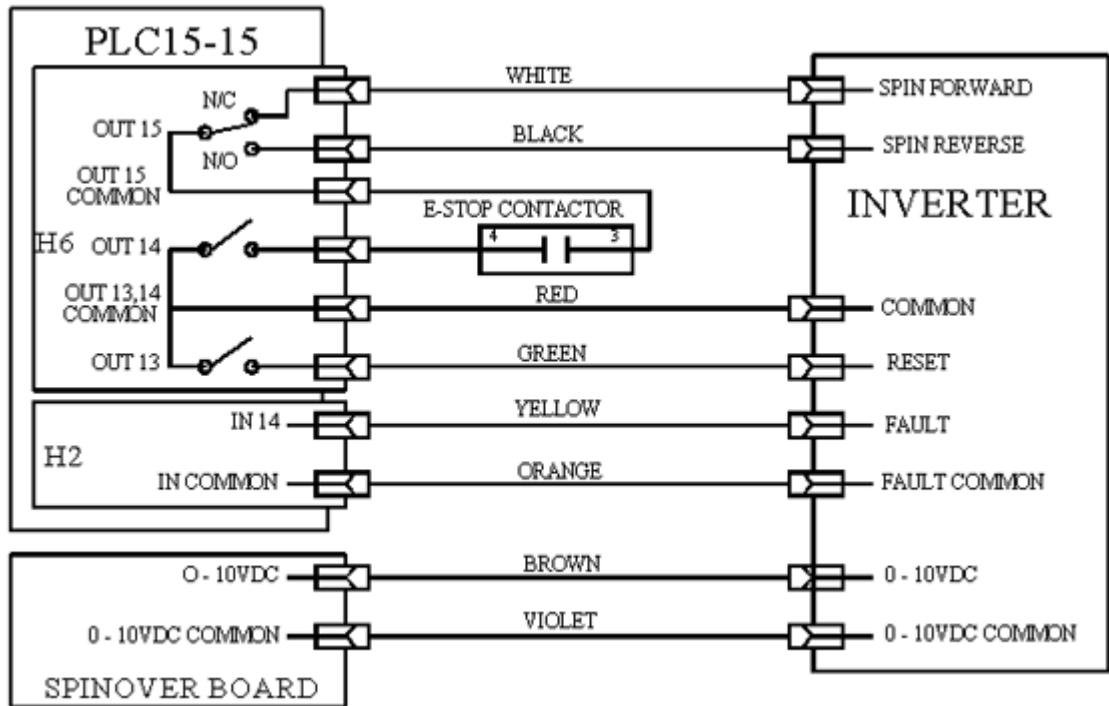 PLC15-15
WHITE
SPIN FORWARD
N/C
OUT 15
BLACK
SPIN REVERSE
N/O
OUT 15
COMMON
INVERTER
E-STOP CONTACTOR
4 3
H6
OUT 14
OUT 13,14
COMMON
RED
COMMON
OUT 13
GREEN
RESET
IN 14
YELLOW
FAULT
H2
IN COMMON
ORANGE
FAULT COMMON
O - 10VDC
BROWN
0 - 10VDC
0 - 10VDC COMMON
VIOLET
0 - 10VDC COMMON
SPINOVER BOARD